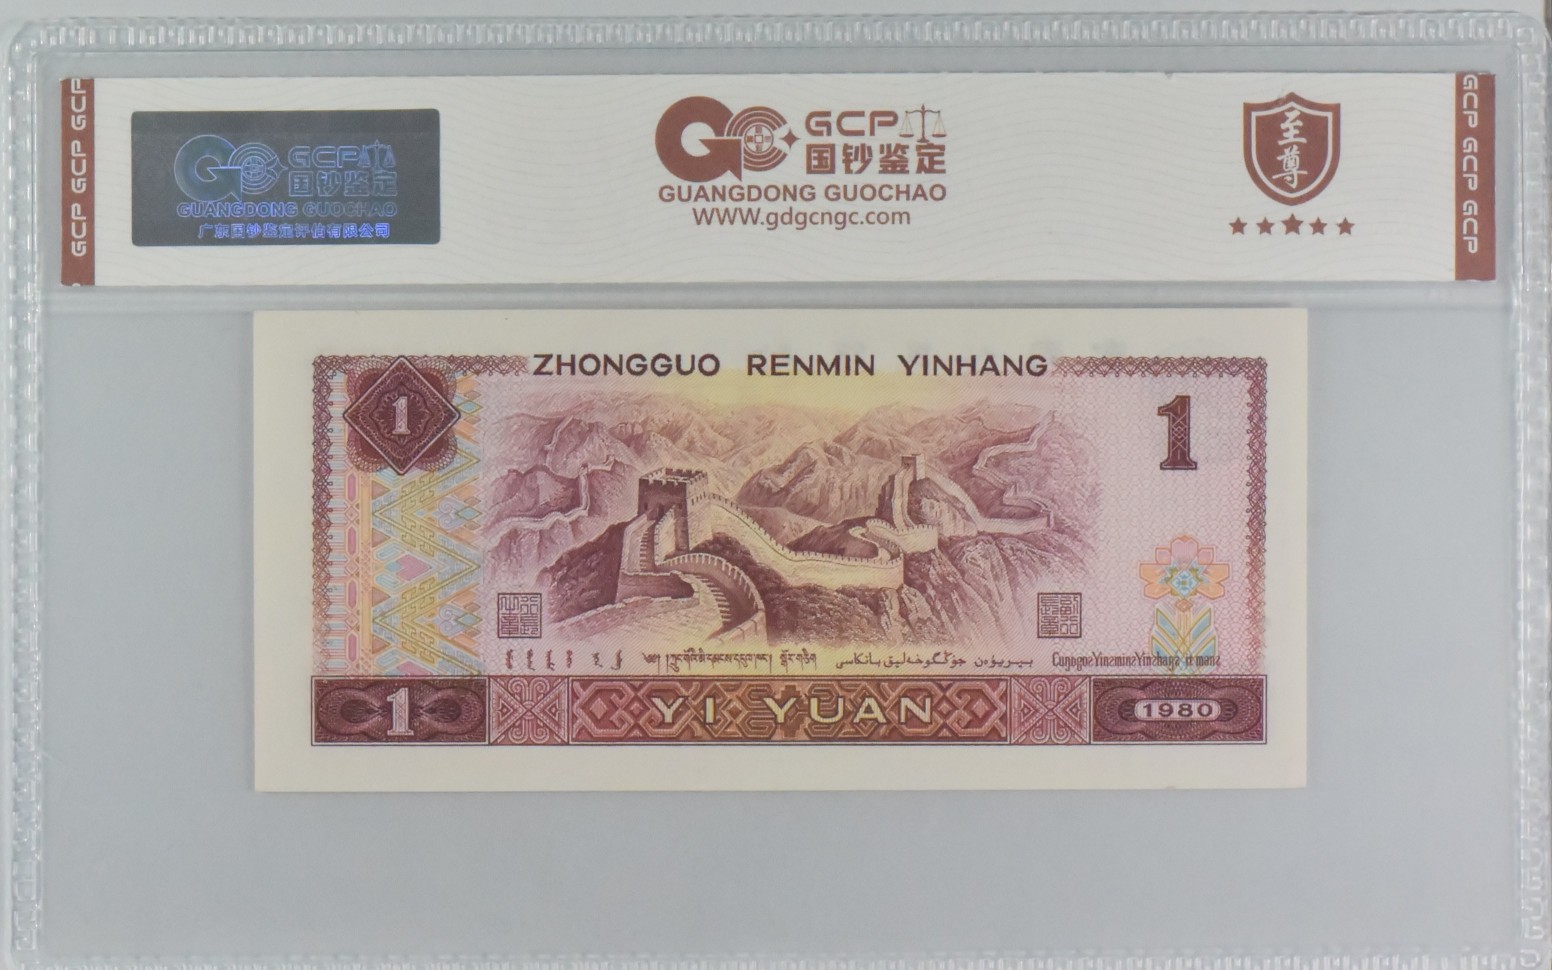 GCP GCP GCP
GCP
国钞鉴定
GUANGDONG GUOCHAO
广东国钞鉴定评估有限公司
GCP
国钞鉴定
GUANGDONG GUOCHAO
WWW.gdgcngc.com
至尊
GCP GCP GCP
ZHONGGUO RENMIN YINHANG
1
1
1
YI YUAN
1980